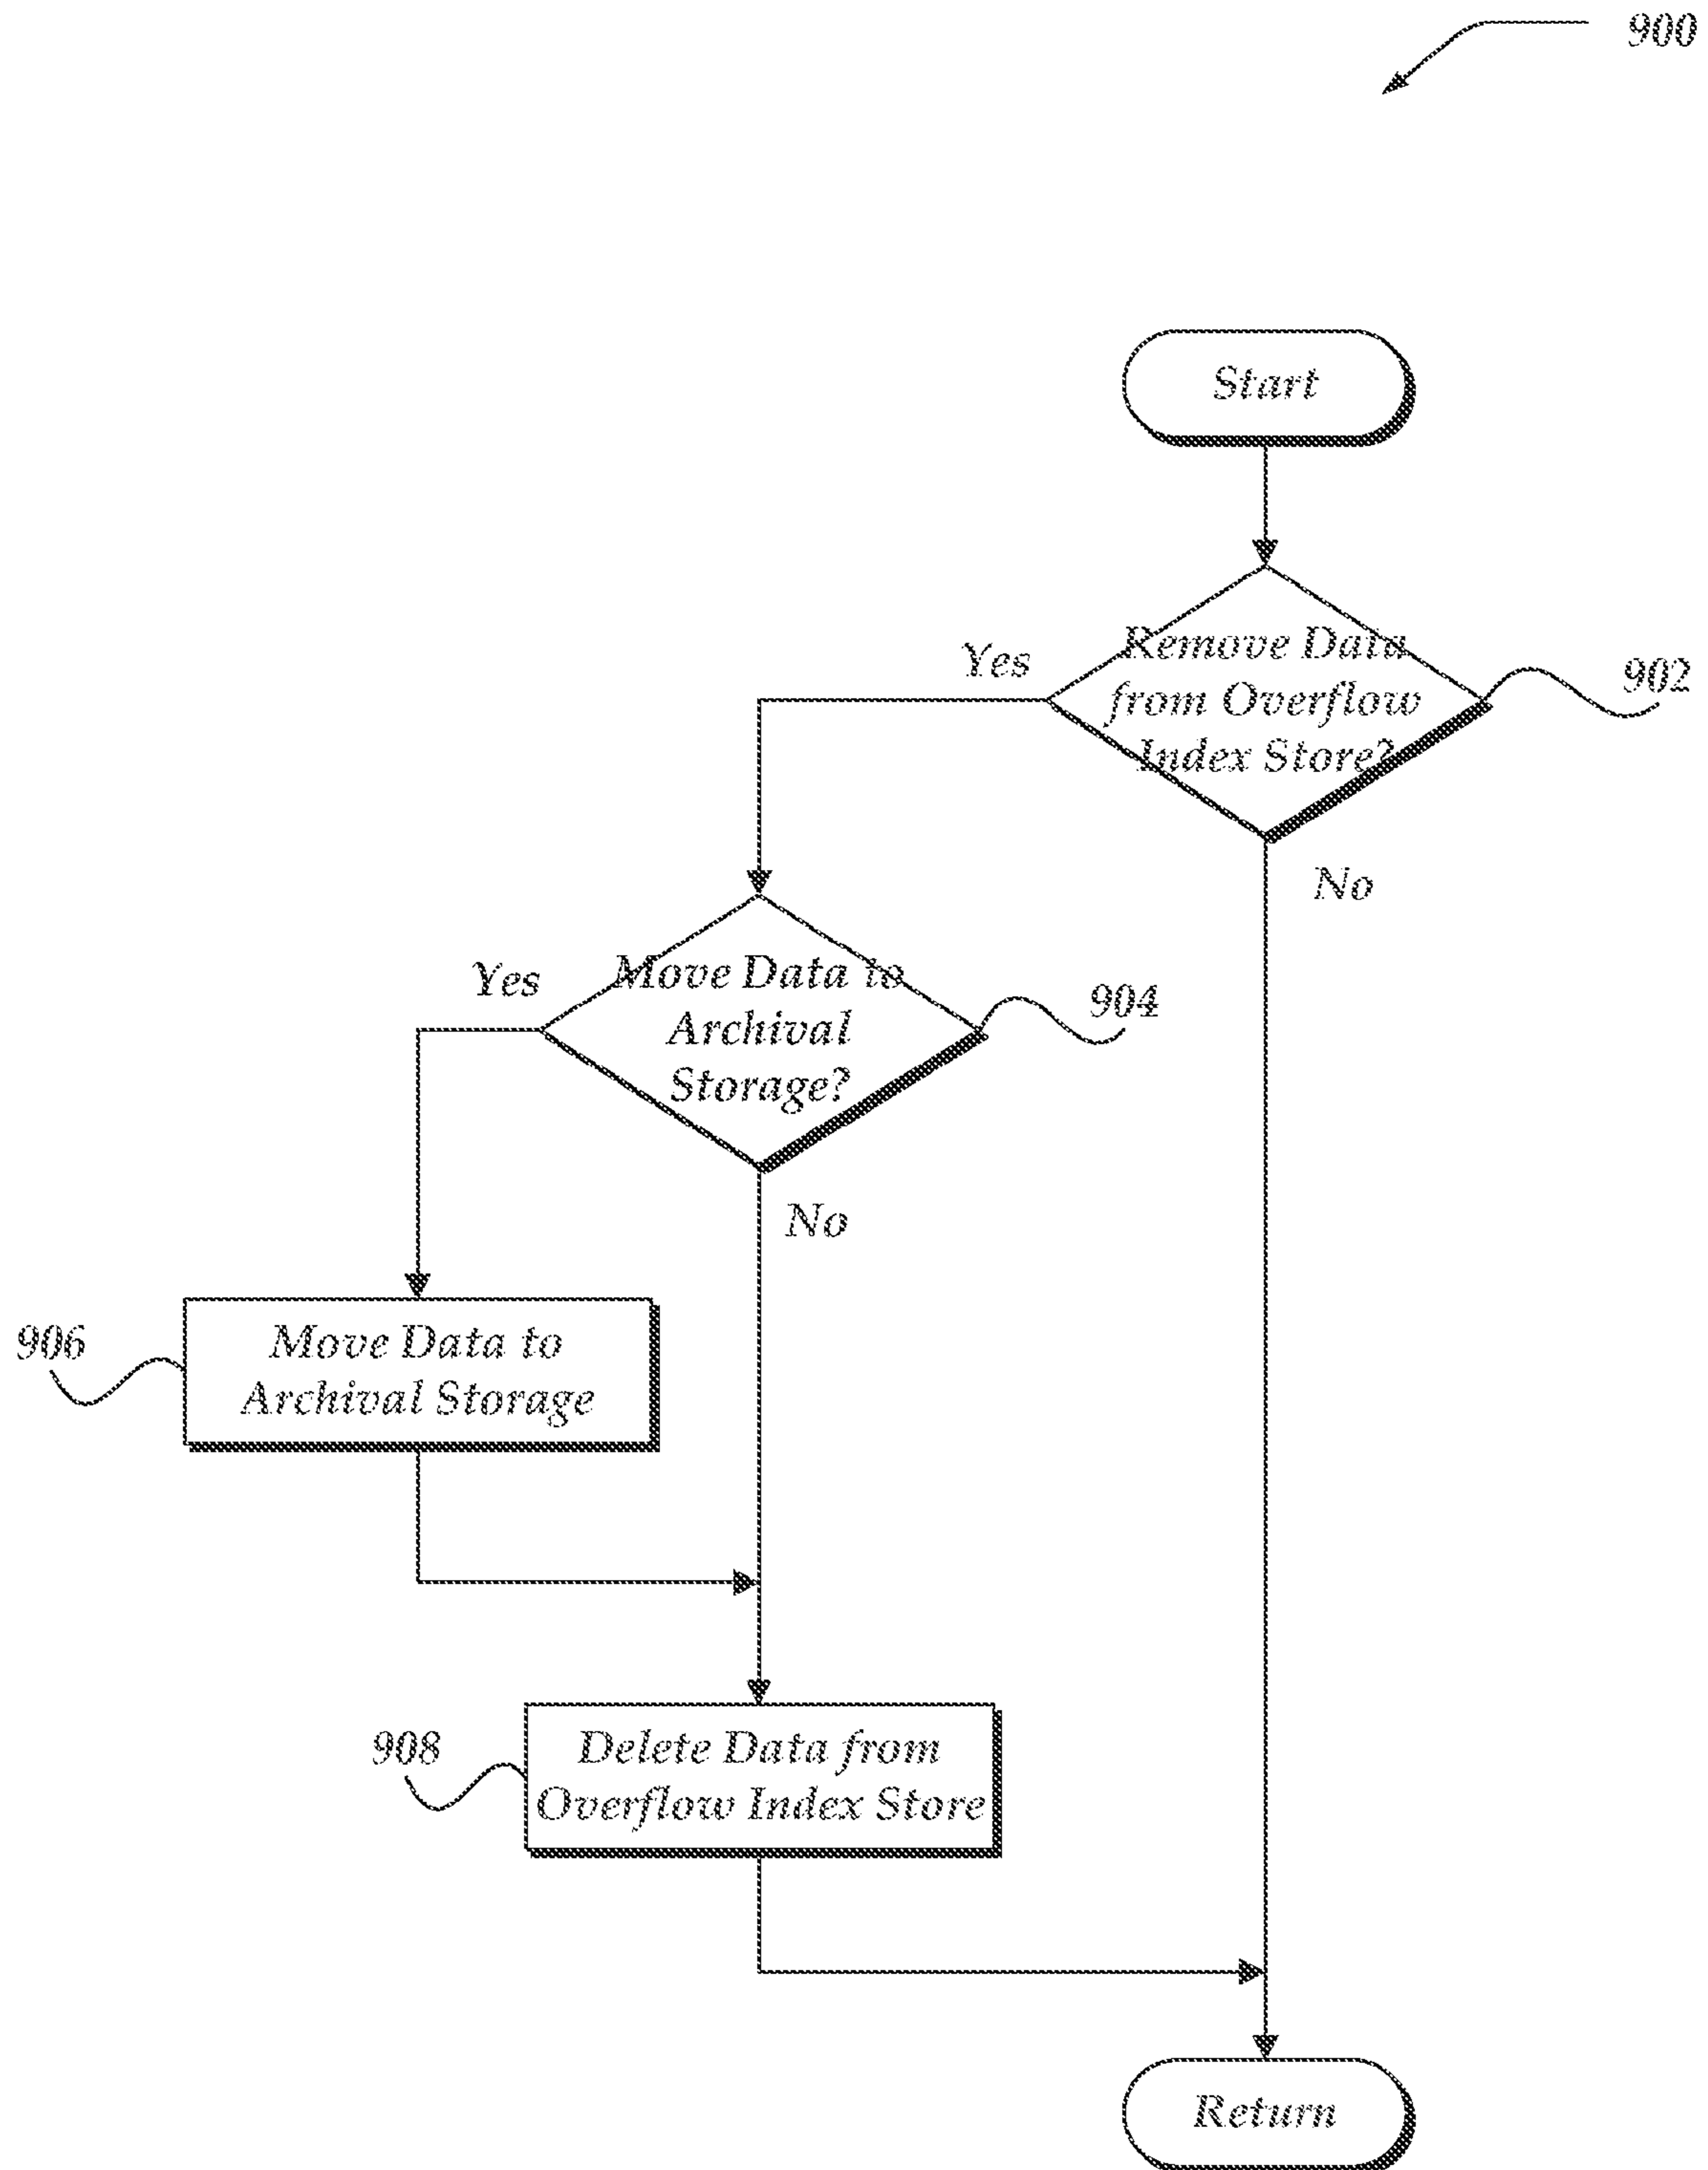 900
Start
Remove Data
from Overflow
Index Store?
902
Yes
No
Move Data to
Archival
Storage?
904
Yes
No
906
Move Data to
Archival Storage
908
Delete Data from
Overflow Index Store
Return